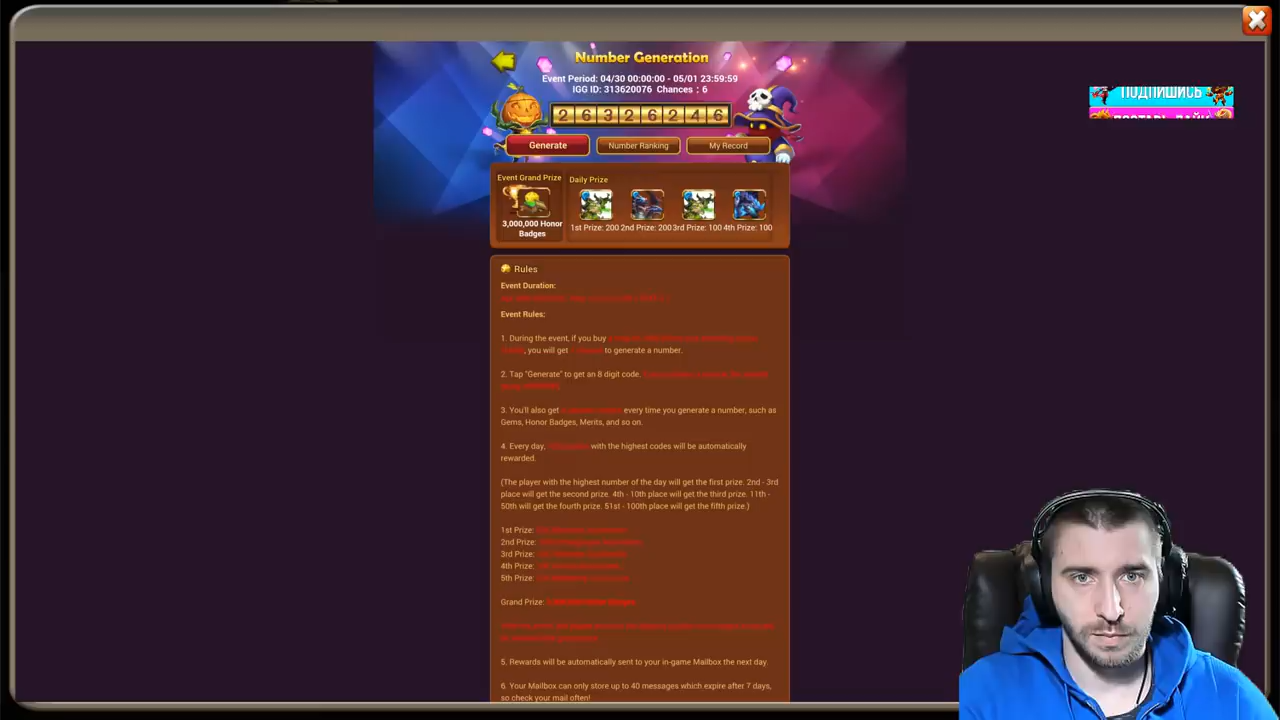 Number Generation
Event Period: 04/30 00:00:00 - 05/01 23:59:59
IGG ID: 313620076 Chances : 6
2 6 3 2 6 2 4 6
Generate
Number Ranking
My Record
Event Grand Prize
3,000,000 Honor
Badges
Daily Prize
1st Prize: 200 2nd Prize: 200 3rd Prize: 100 4th Prize: 100
ПОДПИШИСЬ
Rules
Event Duration:
Event Rules:
1. During the event, if you buy
, you will get to generate a number.
2. Tap "Generate" to get an 8 digit code.
3. You'll also get every time you generate a number, such as
Gems, Honor Badges, Merits, and so on.
4. Every day, with the highest codes will be automatically
rewarded.
(The player with the highest number of the day will get the first prize. 2nd - 3rd
place will get the second prize. 4th - 10th place will get the third prize. 11th -
50th will get the fourth prize. 51st - 100th place will get the fifth prize.)
1st Prize:
2nd Prize:
3rd Prize:
4th Prize:
5th Prize:
Grand Prize: 3,000,000 Honor Badges
5. Rewards will be automatically sent to your in-game Mailbox the next day.
6. Your Mailbox can only store up to 40 messages which expire after 7 days,
so check your mail often!